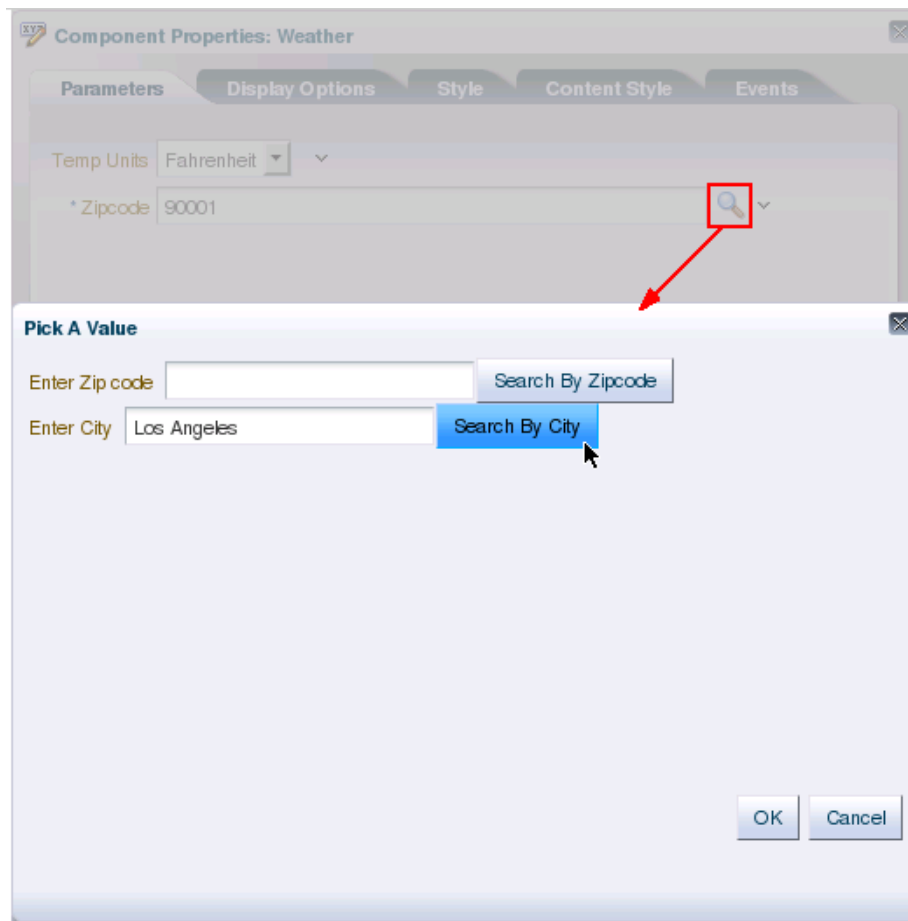 Component Properties: Weather
Parameters Display Options Style Content Style Events
Temp Units Fahrenheit
* Zipcode 90001
Pick A Value
Enter Zip code Search By Zipcode
Enter City Los Angeles Search By City
OK Cancel